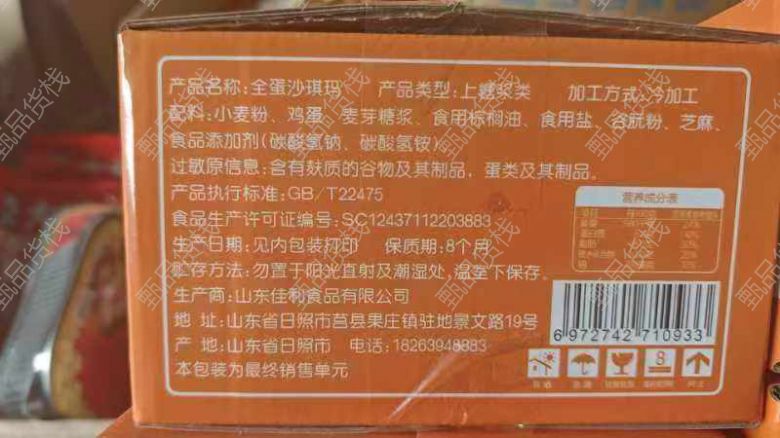 产品名称:全蛋沙琪玛 产品类型:上糖浆类 加工方式:冷加工
配料:小麦粉、鸡蛋、麦芽糖浆、食用棕榈油、食用盐、谷朊粉、芝麻、
食品添加剂(碳酸氢钠、碳酸氢铵)
过敏原信息:含有麸质的谷物及其制品,蛋类及其制品。
产品执行标准:GB/T22475
食品生产许可证编号:SC12437112203883
生产日期:见内包装打印 保质期:8个月
贮存方法:勿置于阳光直射及潮湿处,温室下保存。
生产商:山东佳利食品有限公司
地 址:山东省日照市莒县果庄镇驻地景文路19号
产 地:山东省日照市 电话:18263948883
本包装为最终销售单元
营养成分表
6 972742 710933
8
甄品货栈